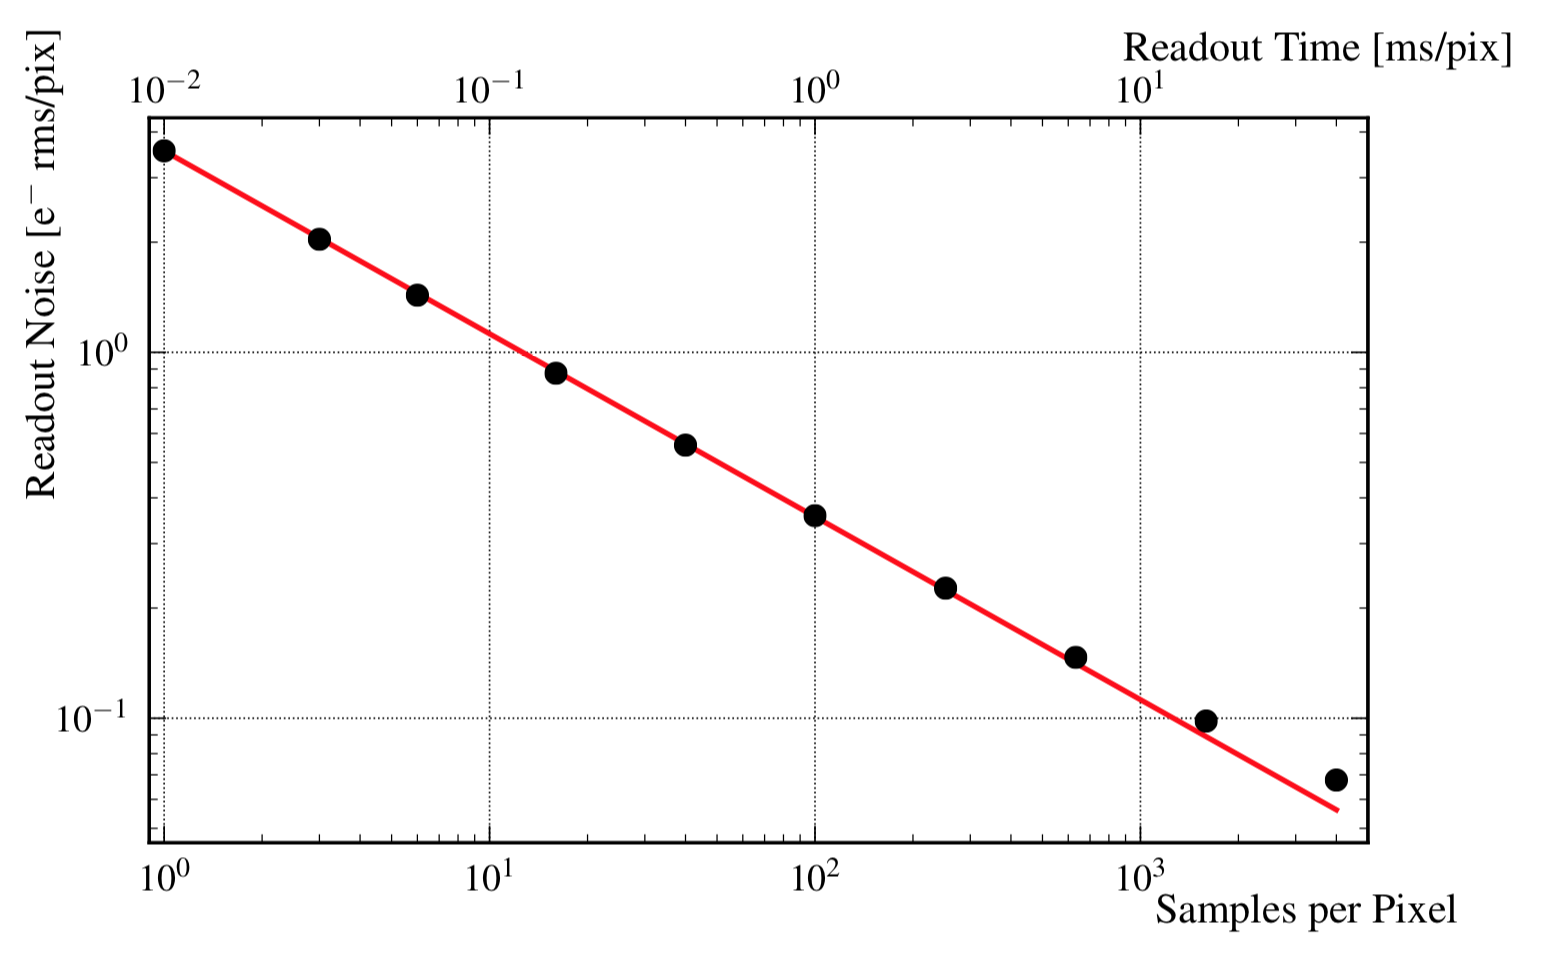 Readout Time [ms/pix]
10⁻² 10⁻¹ 10⁰ 10¹
Readout Noise [e⁻ rms/pix]
10⁰
10⁻¹
10⁰ 10¹ 10² 10³
Samples per Pixel